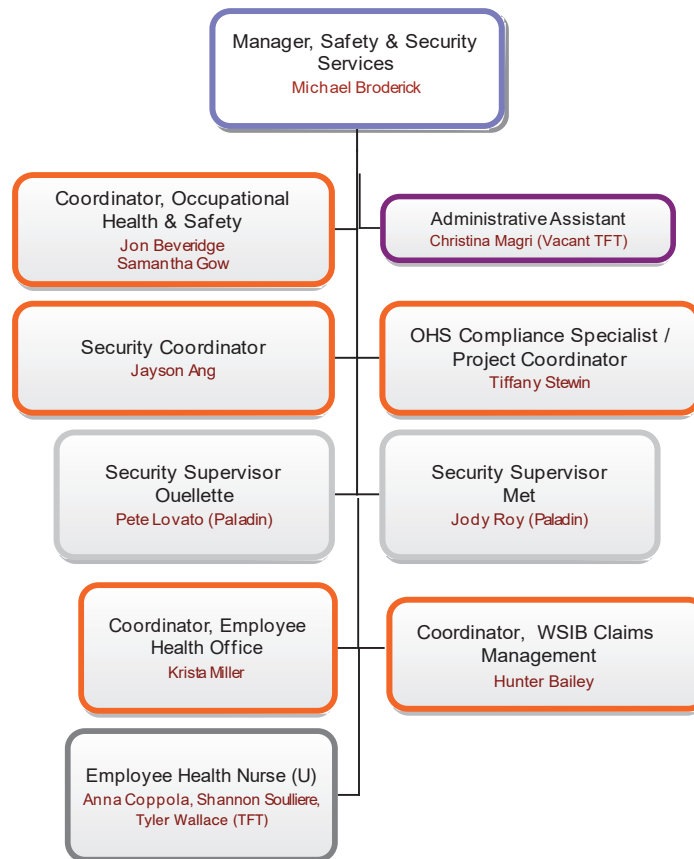 Manager, Safety & Security
Services
Michael Broderick
Coordinator, Occupational
Health & Safety
Jon Beveridge
Samantha Gow
Administrative Assistant
Christina Magri (Vacant TFT)
Security Coordinator
Jayson Ang
OHS Compliance Specialist /
Project Coordinator
Tiffany Stewin
Security Supervisor
Ouellette
Pete Lovato (Paladin)
Security Supervisor
Met
Jody Roy (Paladin)
Coordinator, Employee
Health Office
Krista Miller
Coordinator, WSIB Claims
Management
Hunter Bailey
Employee Health Nurse (U)
Anna Coppola, Shannon Soulliere,
Tyler Wallace (TFT)